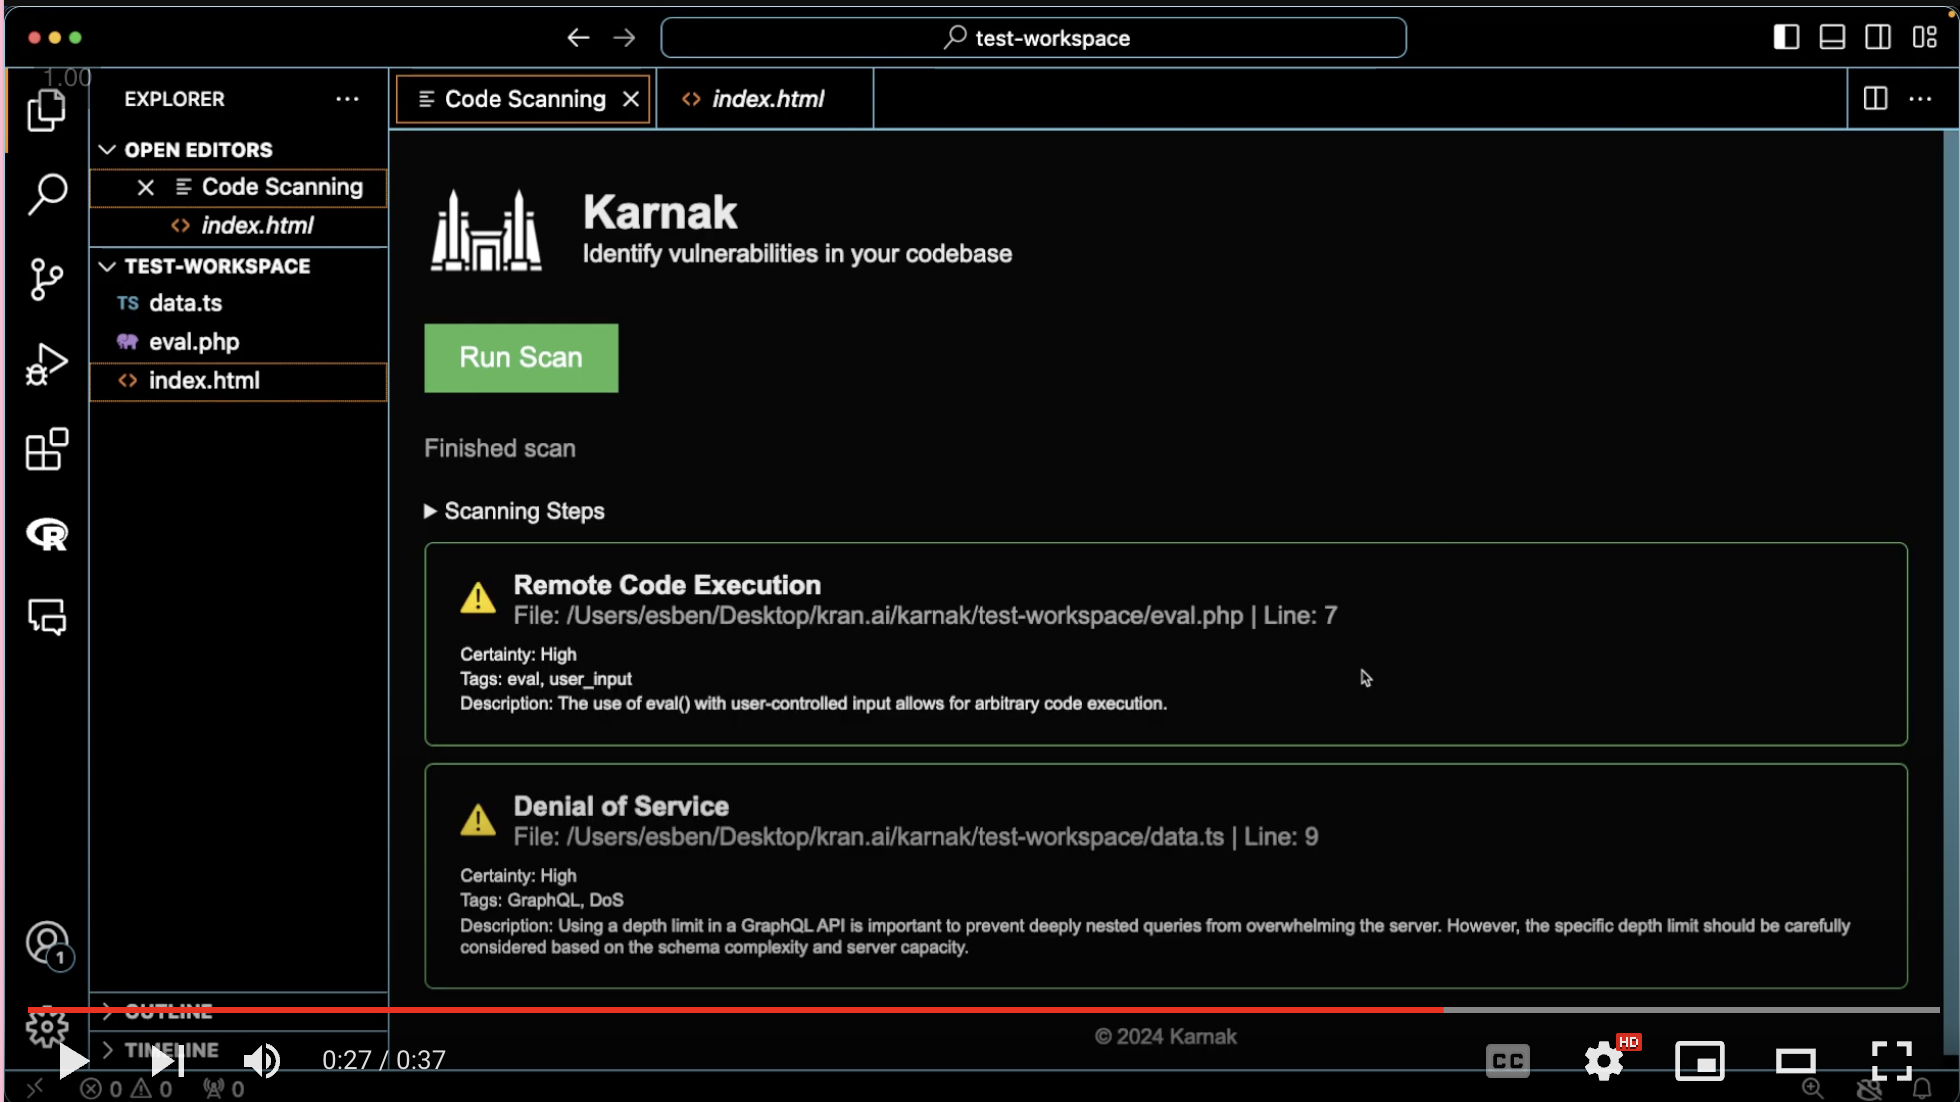 test-workspace
1.00
EXPLORER
Code Scanning
index.html
OPEN EDITORS
Code Scanning
index.html
TEST-WORKSPACE
TS data.ts
eval.php
index.html
OUTLINE
TIMELINE
Karnak
Identify vulnerabilities in your codebase
Run Scan
Finished scan
Scanning Steps
Remote Code Execution
File: /Users/esben/Desktop/kran.ai/karnak/test-workspace/eval.php | Line: 7
Certainty: High
Tags: eval, user_input
Description: The use of eval() with user-controlled input allows for arbitrary code execution.
Denial of Service
File: /Users/esben/Desktop/kran.ai/karnak/test-workspace/data.ts | Line: 9
Certainty: High
Tags: GraphQL, DoS
Description: Using a depth limit in a GraphQL API is important to prevent deeply nested queries from overwhelming the server. However, the specific depth limit should be carefully
considered based on the schema complexity and server capacity.
© 2024 Karnak
R
1
0:27 / 0:37
CC
HD
0 0 0